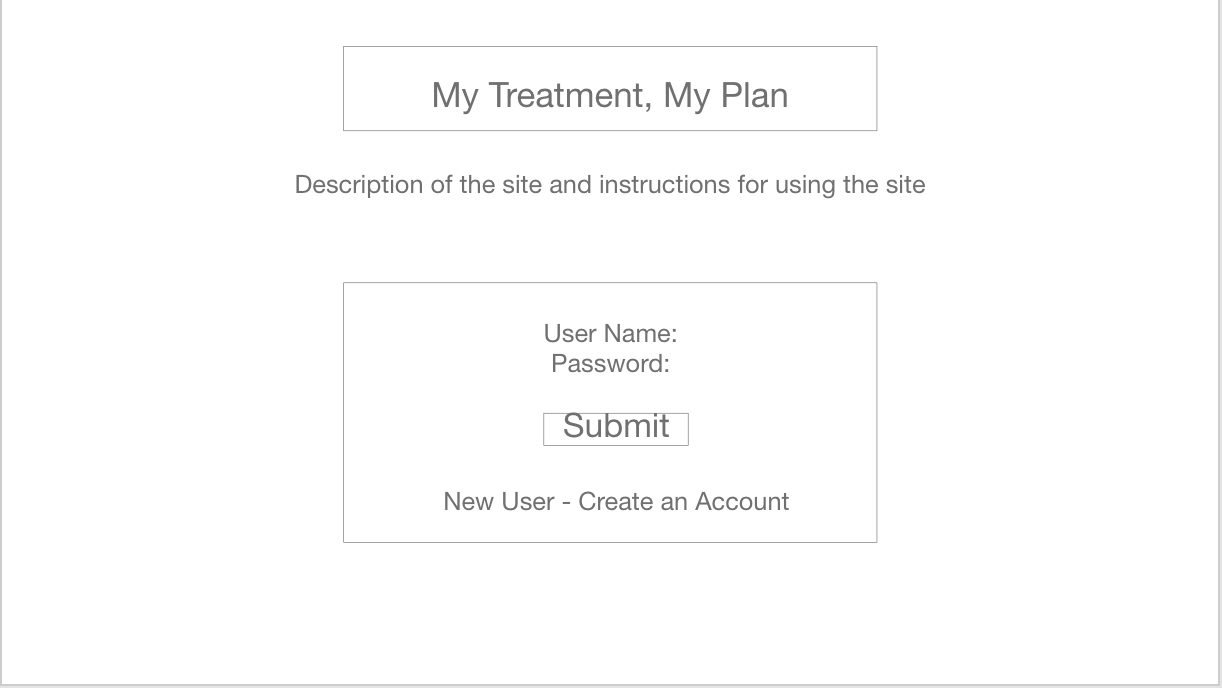 My Treatment, My Plan
Description of the site and instructions for using the site
User Name:
Password:
Submit
New User - Create an Account